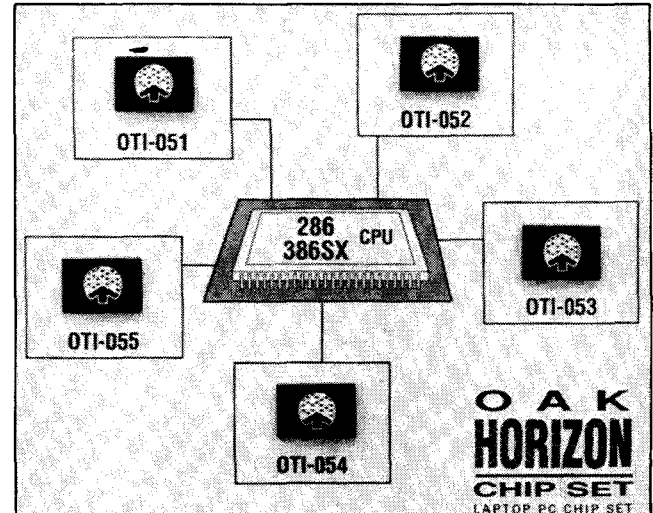 OTI-051
OTI-052
286
386SX CPU
OTI-053
OTI-055
OTI-054
OAK
HORIZON
CHIP SET
LAPTOP PC CHIP SET